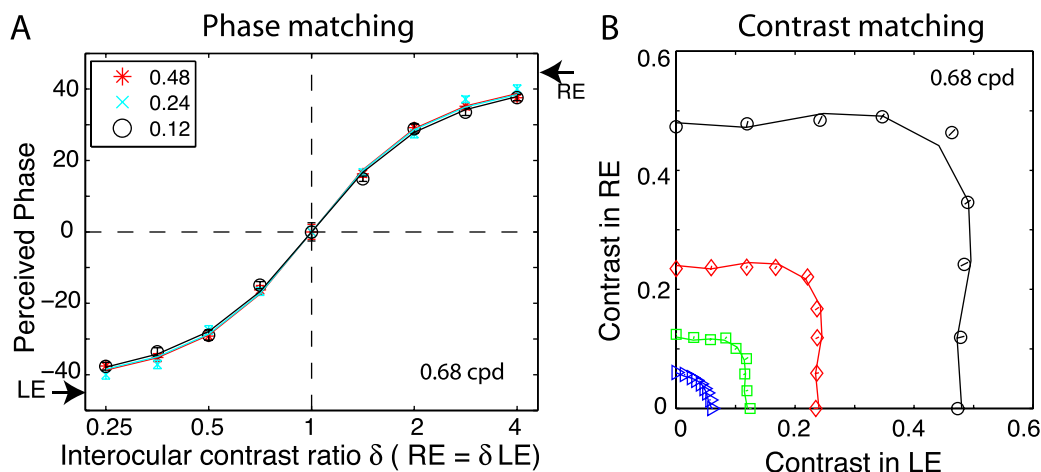 A Phase matching
0.48
0.24
0.12
Perceived Phase
40
20
0
−20
−40
RE
LE
0.68 cpd
0.25 0.5 1 2 4
Interocular contrast ratio δ ( RE = δ LE)
B Contrast matching
0.68 cpd
Contrast in RE
0.6
0.4
0.2
0
0 0.2 0.4 0.6
Contrast in LE